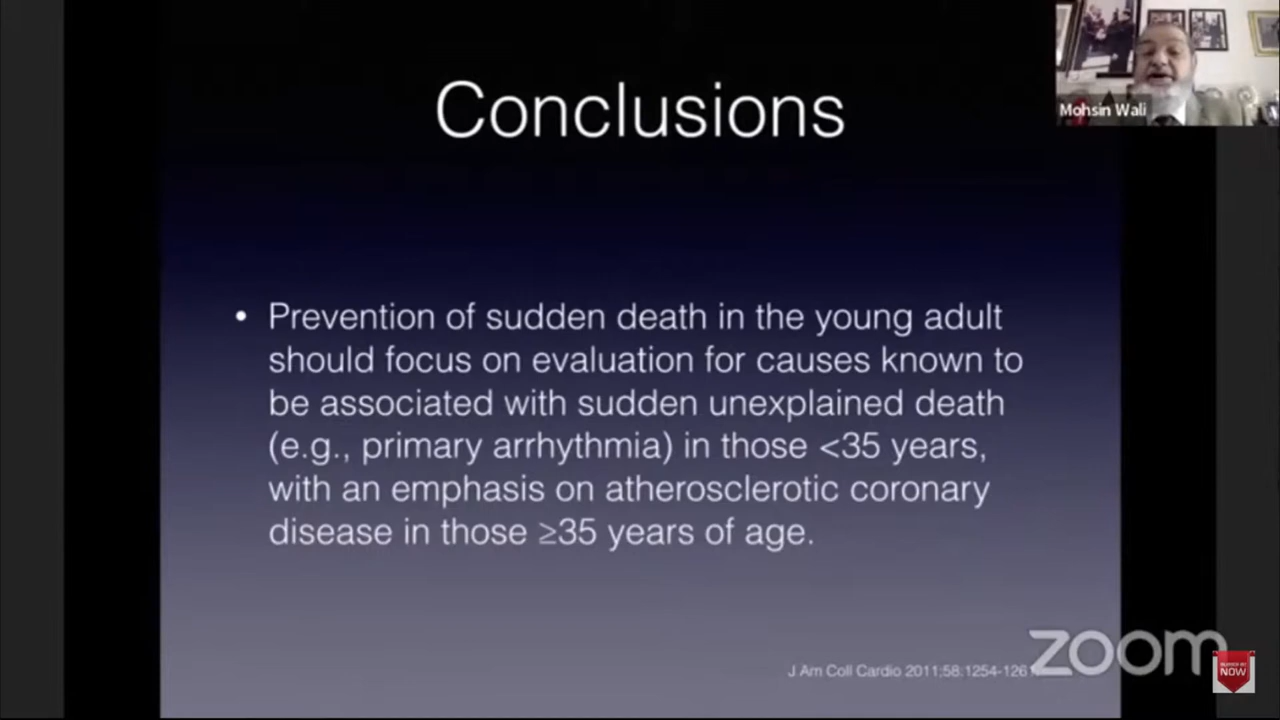 Conclusions
Mohsin Wali
• Prevention of sudden death in the young adult
should focus on evaluation for causes known to
be associated with sudden unexplained death
(e.g., primary arrhythmia) in those <35 years,
with an emphasis on atherosclerotic coronary
disease in those ≥35 years of age.
J Am Coll Cardio 2011;58:1254-126
zoom
NOW